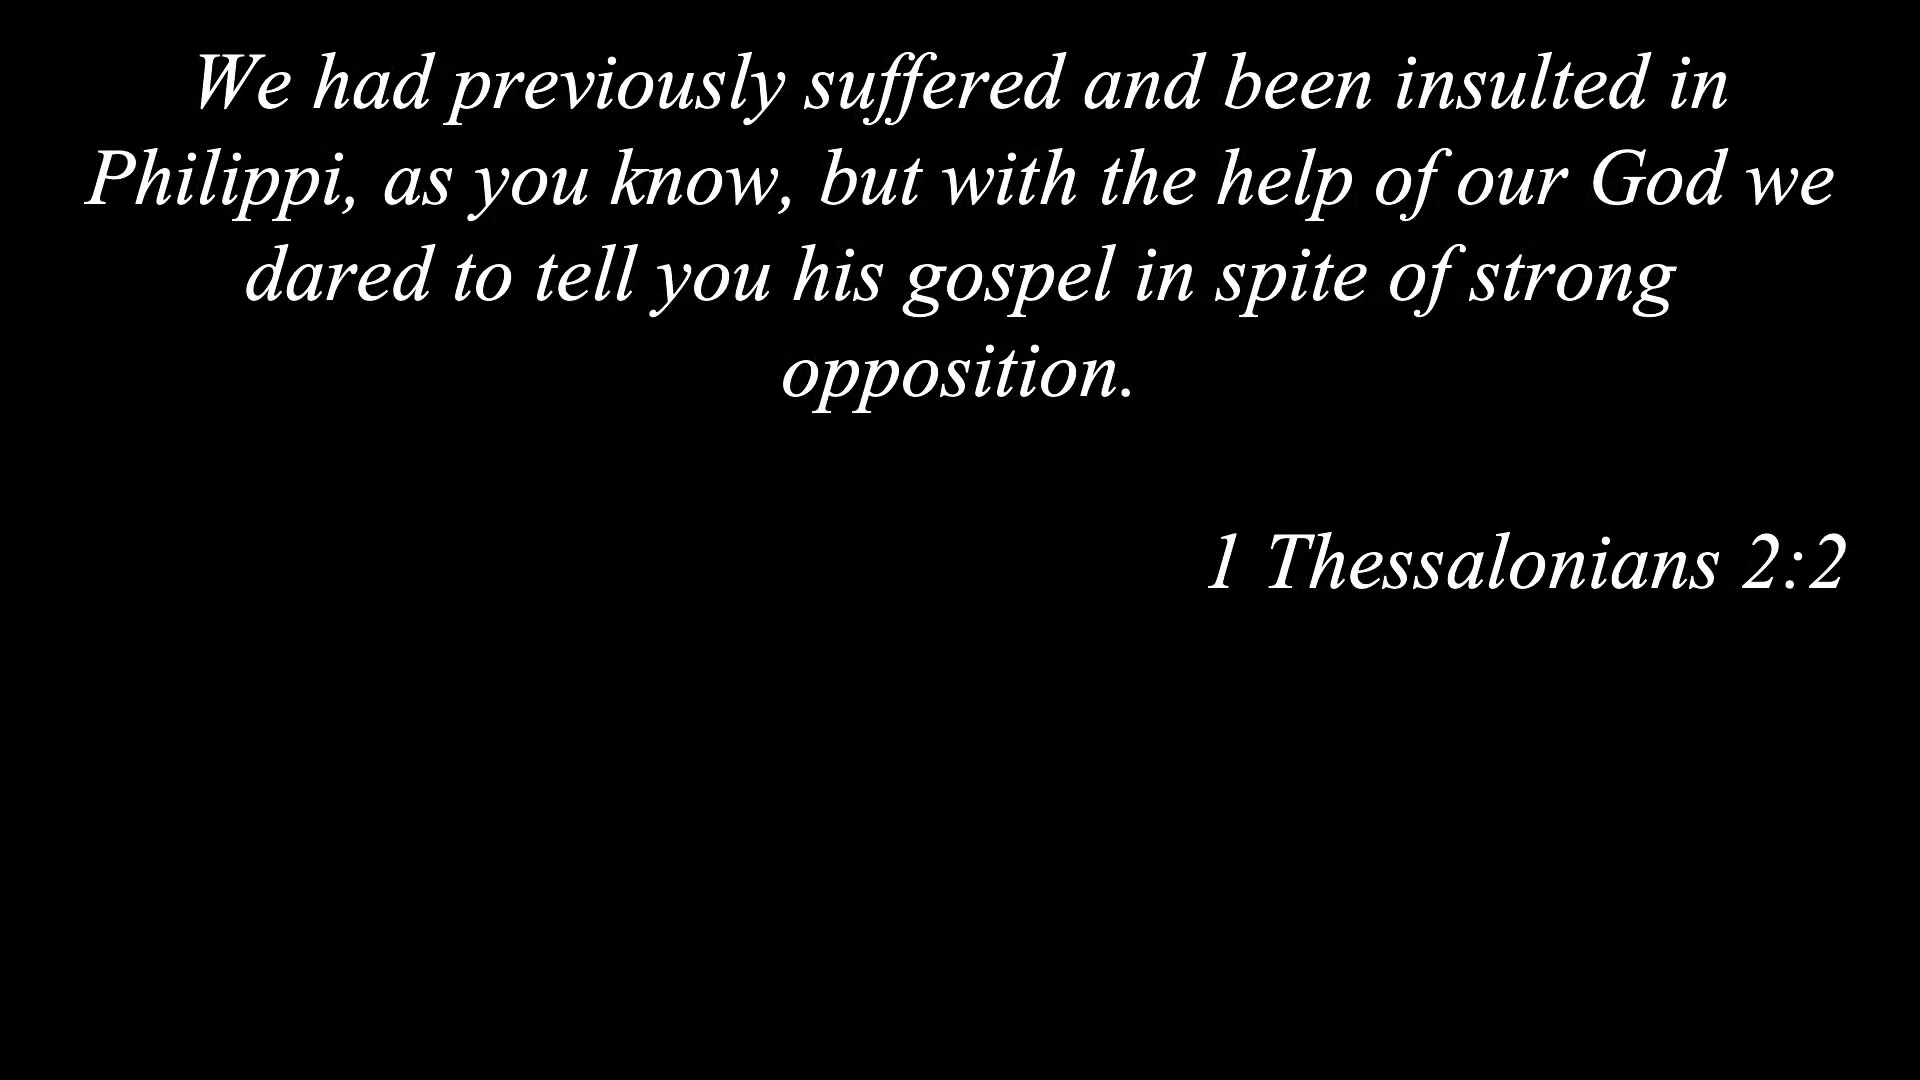 We had previously suffered and been insulted in
Philippi, as you know, but with the help of our God we
dared to tell you his gospel in spite of strong
opposition.
1 Thessalonians 2:2